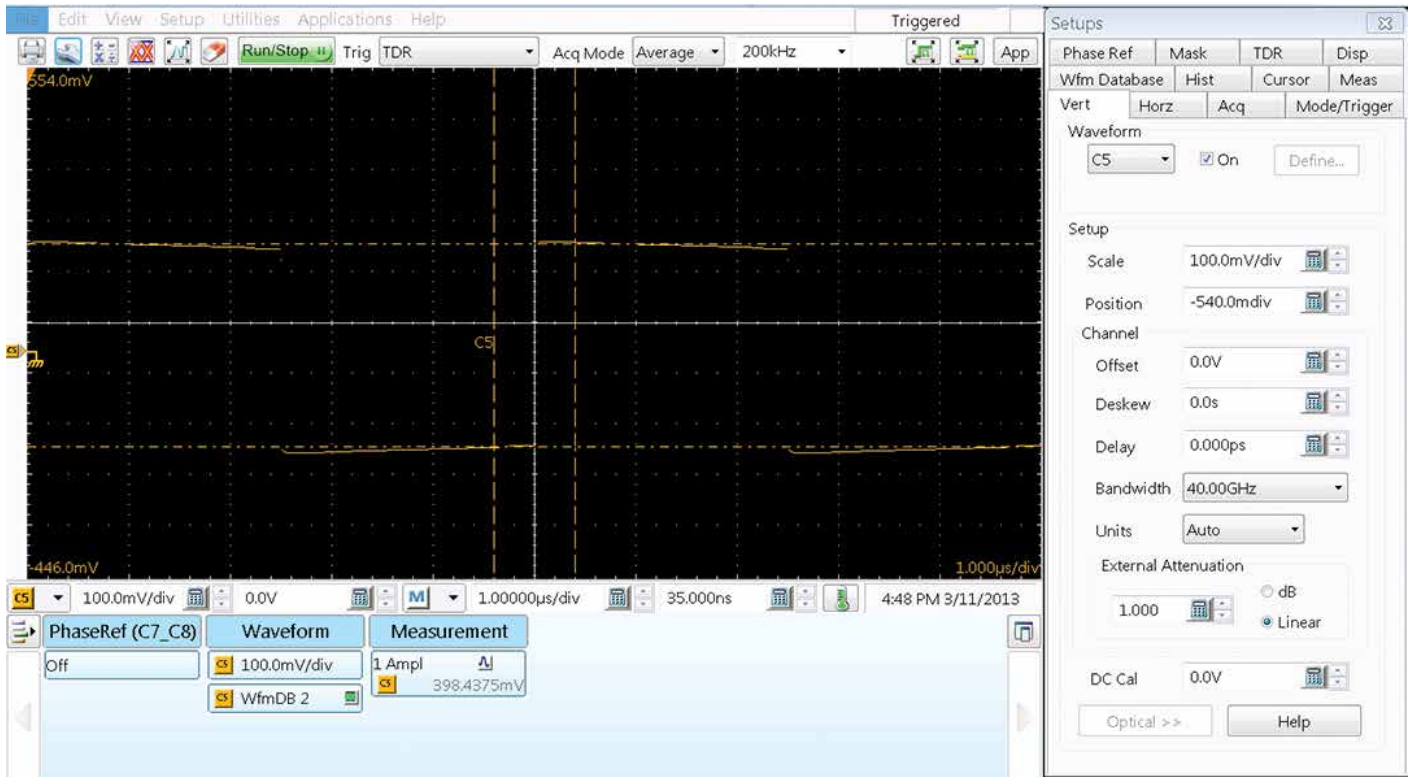 File Edit View Setup Utilities Applications Help Triggered
Run/Stop Trig TDR Acq Mode Average 200kHz App
554.0mV
C5
C5
-446.0mV 1.000µs/div
C5 100.0mV/div 0.0V M 1.00000µs/div 35.000ns 4:48 PM 3/11/2013
PhaseRef (C7_C8) Waveform Measurement
Off C5 100.0mV/div 1 Ampl
C5 398.4375mV
C5 WfmDB 2
Setups
Phase Ref Mask TDR Disp
Wfm Database Hist Cursor Meas
Vert Horz Acq Mode/Trigger
Waveform
C5 On Define...
Setup
Scale 100.0mV/div
Position -540.0mdiv
Channel
Offset 0.0V
Deskew 0.0s
Delay 0.000ps
Bandwidth 40.00GHz
Units Auto
External Attenuation
dB
1.000
Linear
DC Cal 0.0V
Optical >> Help